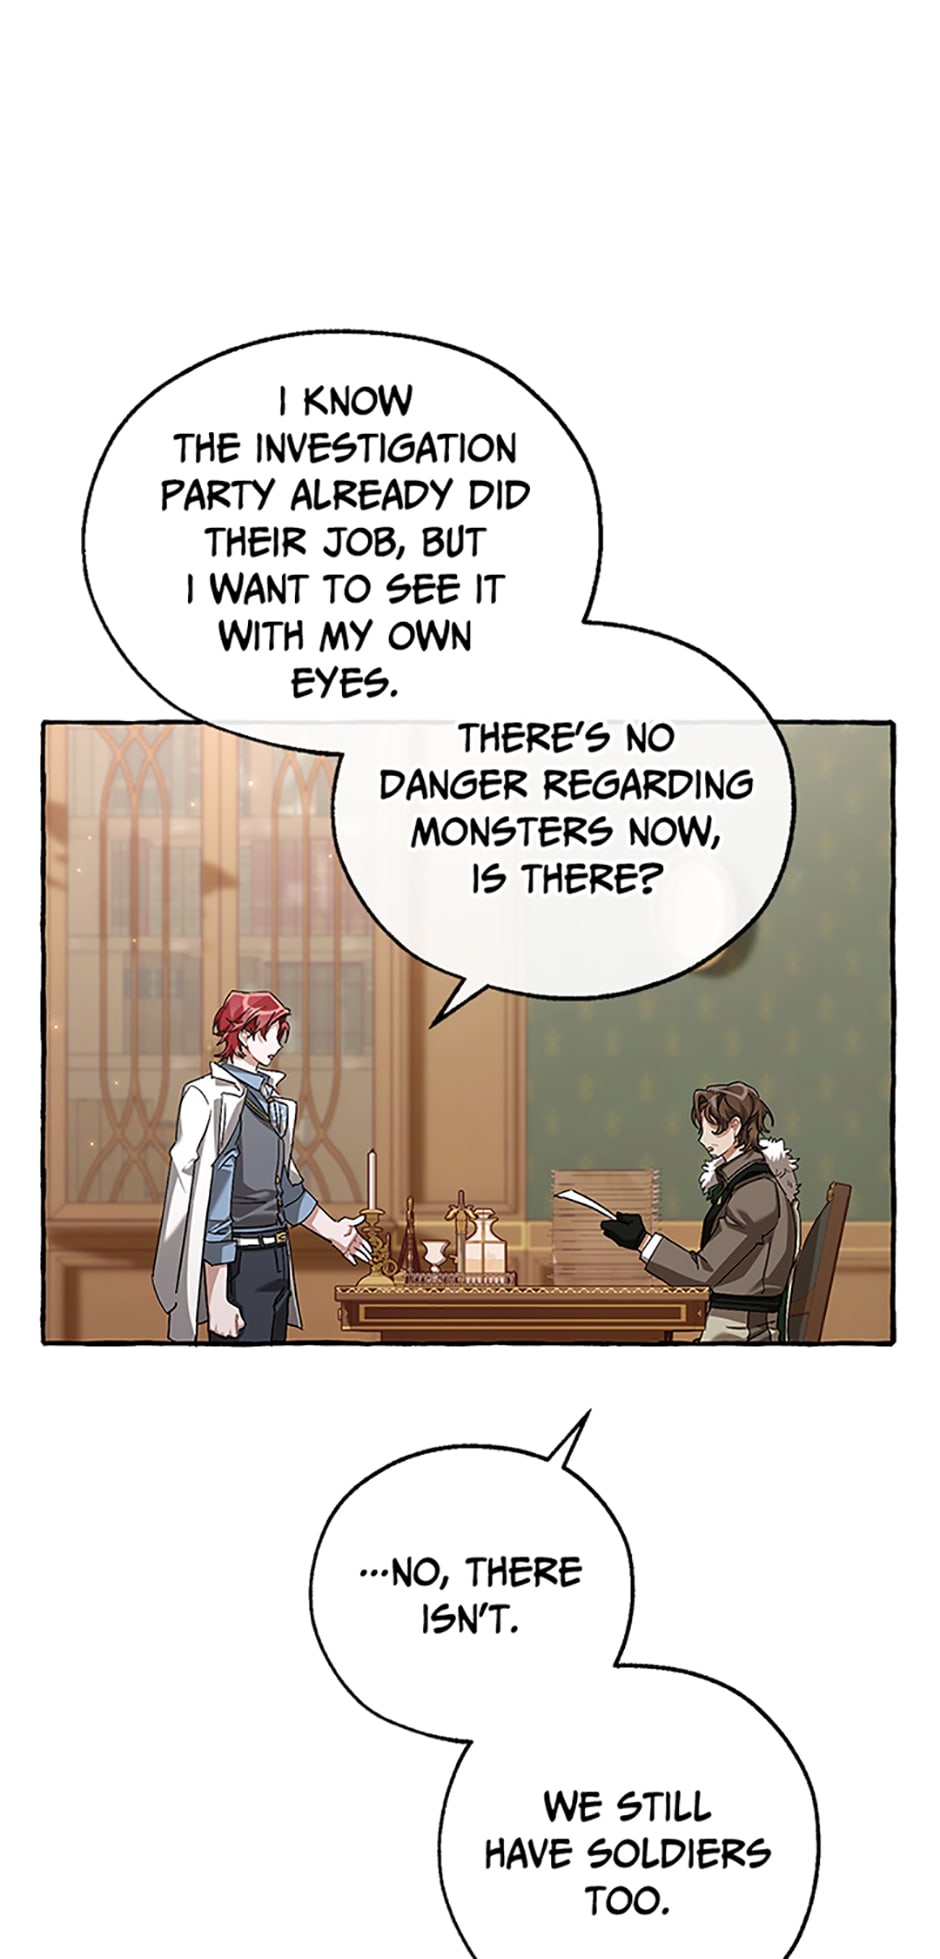 I KNOW
THE INVESTIGATION
PARTY ALREADY DID
THEIR JOB, BUT
I WANT TO SEE IT
WITH MY OWN
EYES.
THERE'S NO
DANGER REGARDING
MONSTERS NOW,
IS THERE?
...NO, THERE
ISN'T.
WE STILL
HAVE SOLDIERS
TOO.